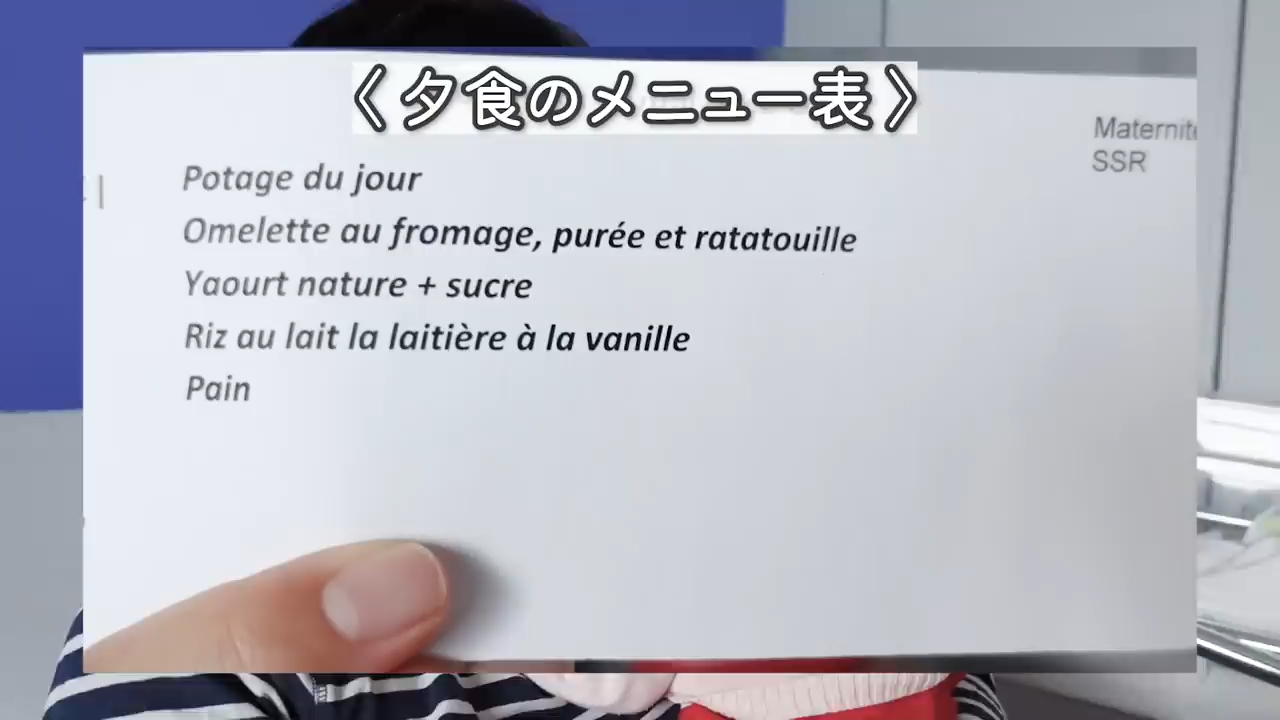 〈夕食のメニュー表〉
Maternité
SSR
Potage du jour
Omelette au fromage, purée et ratatouille
Yaourt nature + sucre
Riz au lait la laitière à la vanille
Pain